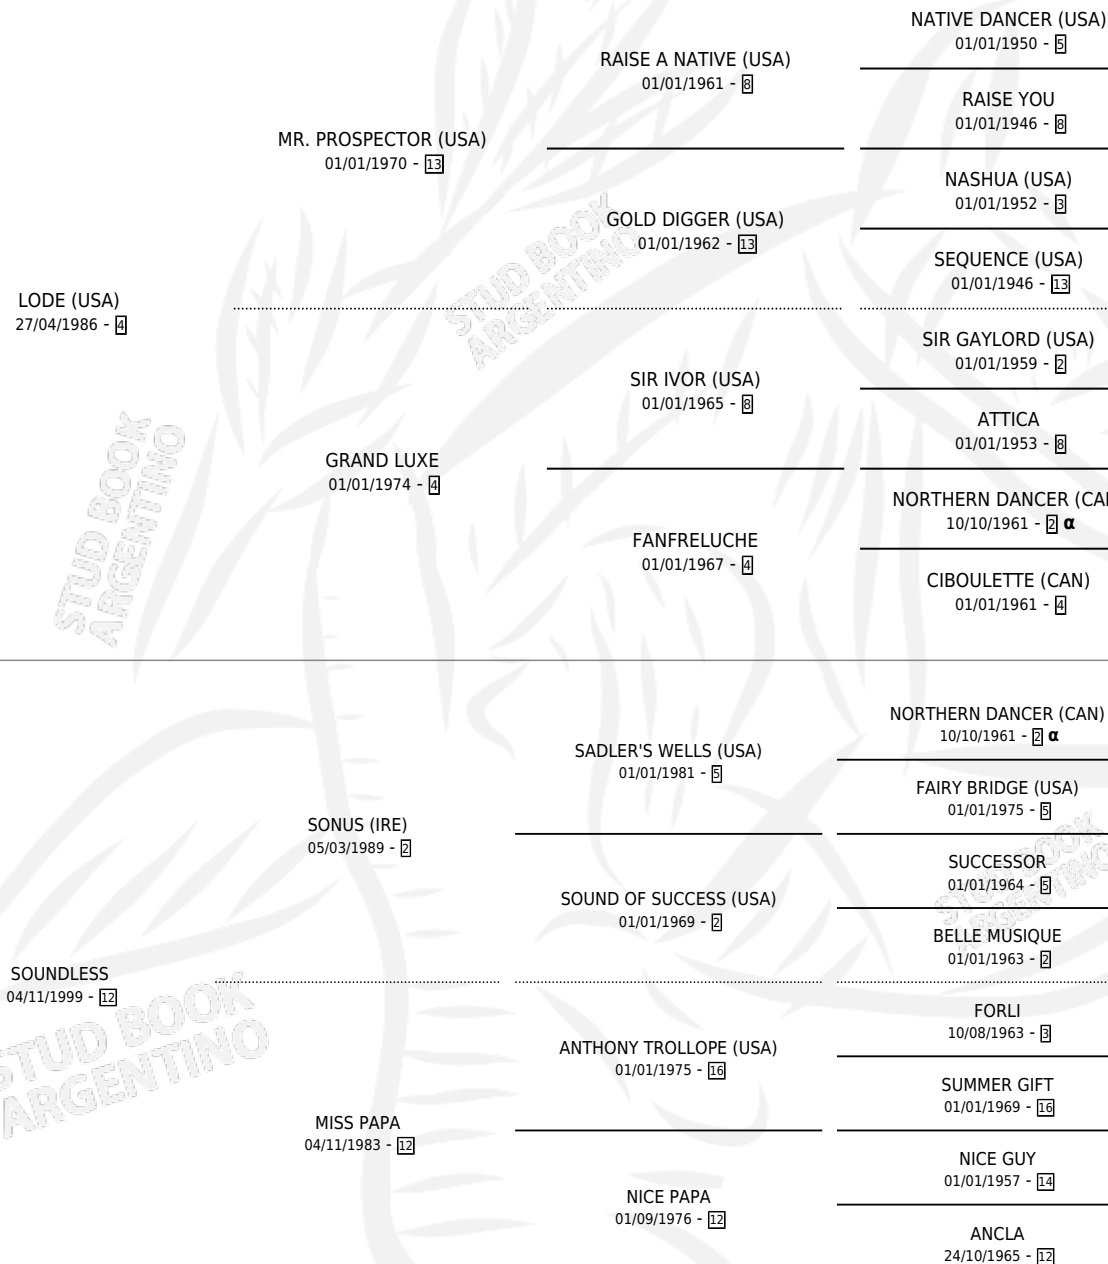 NATIVE DANCER (USA)
01/01/1950 - 5
RAISE A NATIVE (USA)
01/01/1961 - 8
RAISE YOU
01/01/1946 - 8
MR. PROSPECTOR (USA)
01/01/1970 - 13
NASHUA (USA)
01/01/1952 - 3
GOLD DIGGER (USA)
01/01/1962 - 13
SEQUENCE (USA)
01/01/1946 - 13
LODE (USA)
27/04/1986 - 4
SIR GAYLORD (USA)
01/01/1959 - 2
SIR IVOR (USA)
01/01/1965 - 8
ATTICA
01/01/1953 - 8
GRAND LUXE
01/01/1974 - 4
NORTHERN DANCER (CAN
10/10/1961 - 2 α
FANFRELUCHE
01/01/1967 - 4
CIBOULETTE (CAN)
01/01/1961 - 4
NORTHERN DANCER (CAN)
10/10/1961 - 2 α
SADLER'S WELLS (USA)
01/01/1981 - 5
FAIRY BRIDGE (USA)
01/01/1975 - 5
SONUS (IRE)
05/03/1989 - 2
SUCCESSOR
01/01/1964 - 5
SOUND OF SUCCESS (USA)
01/01/1969 - 2
BELLE MUSIQUE
01/01/1963 - 2
SOUNDLESS
04/11/1999 - 12
FORLI
10/08/1963 - 3
ANTHONY TROLLOPE (USA)
01/01/1975 - 16
SUMMER GIFT
01/01/1969 - 16
MISS PAPA
04/11/1983 - 12
NICE GUY
01/01/1957 - 14
NICE PAPA
01/09/1976 - 12
ANCLA
24/10/1965 - 12
STUD BOOK
ARGENTINO
STUD BOOK
ARGENTINO
STUD BOOK
ARGENTINO
STUD BOOK
ARGENTINO